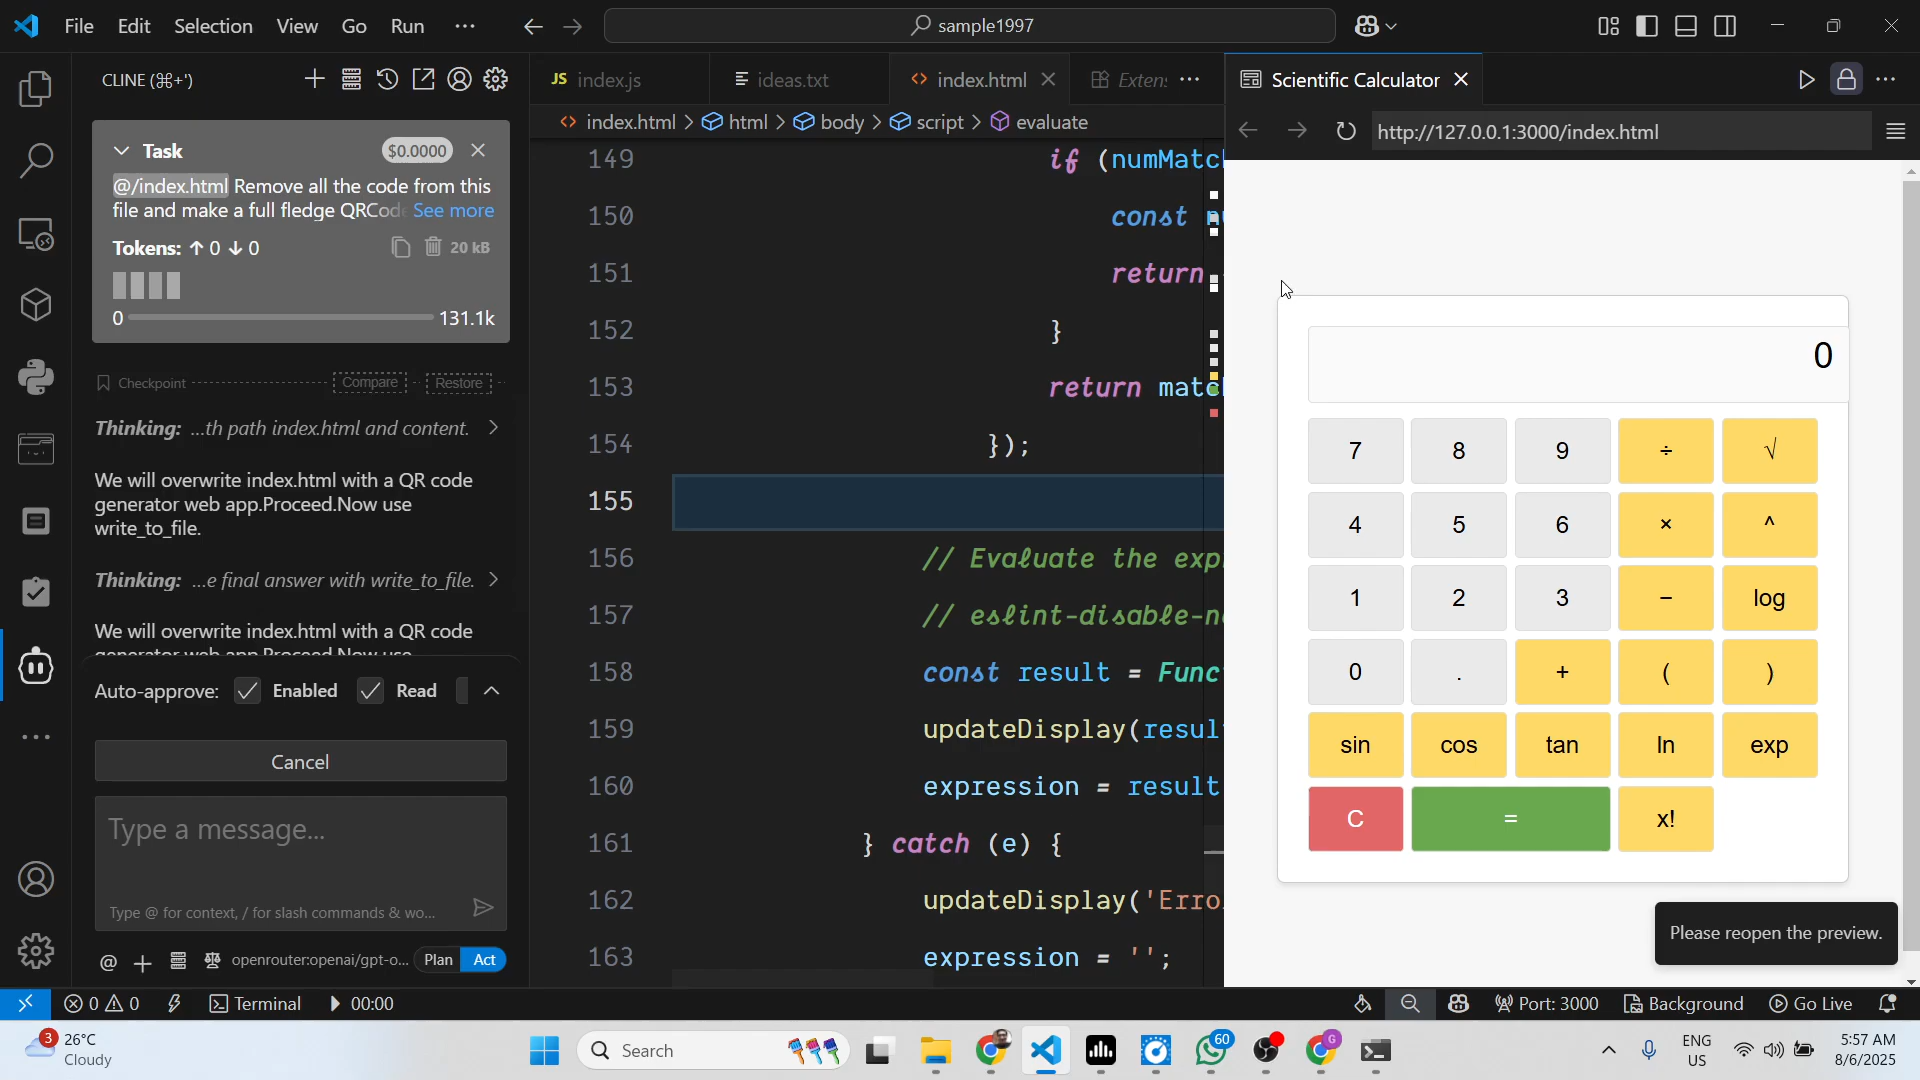 File Edit Selection View Go Run ···
sample1997
CLINE (⌘+')
Task $0.0000
@/index.html Remove all the code from this
file and make a full fledge QRCode See more
Tokens: ↑ 0 ↓ 0 20 kB
0 131.1k
Checkpoint Compare Restore
Thinking: ...th path index.html and content.
We will overwrite index.html with a QR code
generator web app.Proceed.Now use
write_to_file.
Thinking: ...e final answer with write_to_file.
We will overwrite index.html with a QR code
generator web app.Proceed.Now use
Auto-approve: Enabled Read
Cancel
Type a message...
Type @ for context, / for slash commands & wo...
@ + openrouter:openai/gpt-o... Plan Act
JS index.js ideas.txt index.html Exten:
index.html > html > body > script > evaluate
149 if (numMatc
150 const n
151 return
152 }
153 return matc
154 });
155
156 // Evaluate the exp
157 // eslint-disable-n
158 const result = Func
159 updateDisplay(resul
160 expression = result
161 } catch (e) {
162 updateDisplay('Erro
163 expression = '';
Scientific Calculator
http://127.0.0.1:3000/index.html
0
7 8 9 ÷ √
4 5 6 × ^
1 2 3 − log
0 . + ( )
sin cos tan ln exp
C = x!
Please reopen the preview.
0 0 Terminal 00:00 Port: 3000 Background Go Live
3 26°C
Cloudy
Search
60
G
ENG
US
5:57 AM
8/6/2025